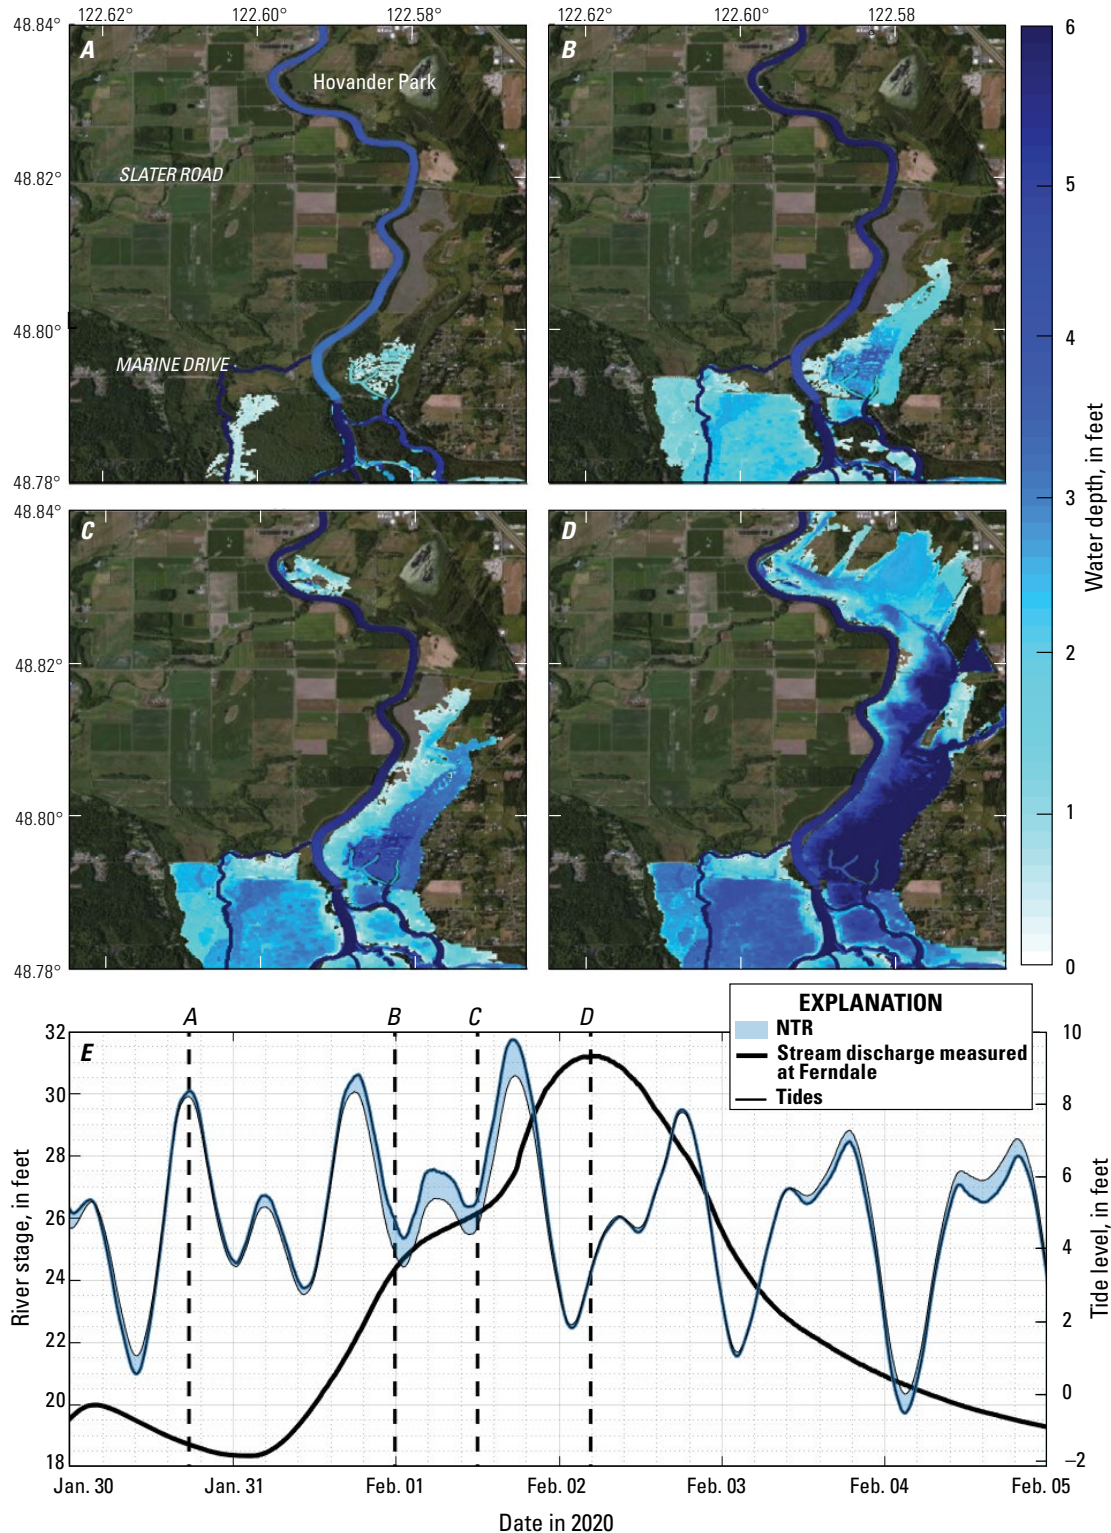 122.62° 122.60° 122.58°
122.62° 122.60° 122.58°
48.84°
48.82°
48.80°
48.78°
A
Hovander Park
SLATER ROAD
MARINE DRIVE
B
6
5
4
3
2
1
0
Water depth, in feet
48.84°
48.82°
48.80°
48.78°
C
D
EXPLANATION
NTR
Stream discharge measured
at Ferndale
Tides
A B C D
E
32
30
28
26
24
22
20
18
River stage, in feet
10
8
6
4
2
0
−2
Tide level, in feet
Jan. 30 Jan. 31 Feb. 01 Feb. 02 Feb. 03 Feb. 04 Feb. 05
Date in 2020